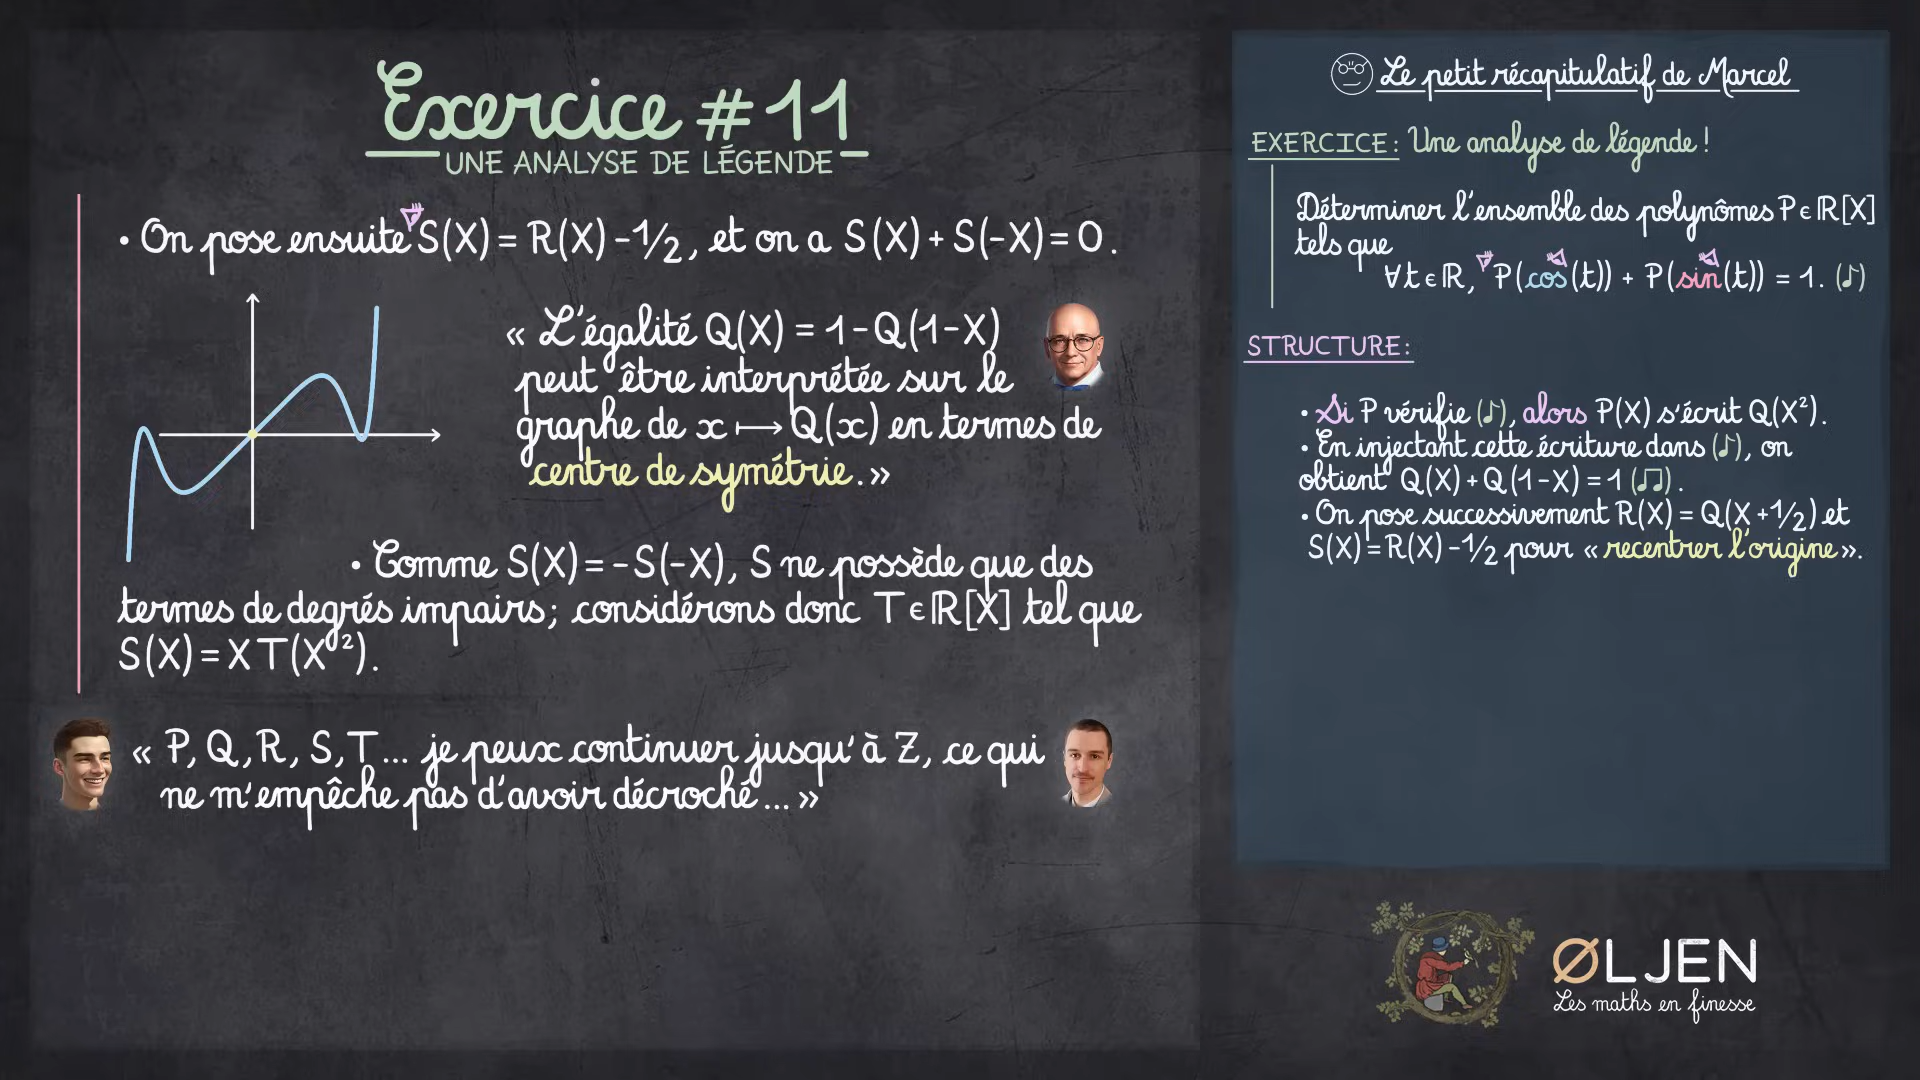 Exercice #11
UNE ANALYSE DE LÉGENDE
• On pose ensuite S(X) = R(X) -1/2, et on a S(X) + S(-X) = 0.
« L'égalité Q(X) = 1-Q(1-X)
peut être interprétée sur le
graphe de x ⟼ Q(x) en termes de
centre de symétrie. »
• Comme S(X) = -S(-X), S ne possède que des
termes de degrés impairs; considérons donc T ∈ ℝ[X] tel que
S(X) = X T(X²).
« P, Q, R, S, T ... je peux continuer jusqu'à Z, ce qui
ne m'empêche pas d'avoir décroché ... »
Le petit récapitulatif de Marcel
EXERCICE: Une analyse de légende !
Déterminer l'ensemble des polynômes P ∈ ℝ[X]
tels que
∀t ∈ ℝ, P(cos(t)) + P(sin(t)) = 1. (♪)
STRUCTURE:
• Si P vérifie (♪), alors P(X) s'écrit Q(X²).
• En injectant cette écriture dans (♪), on
obtient Q(X) + Q(1-X) = 1 (♫).
• On pose successivement R(X) = Q(X +1/2) et
S(X) = R(X) -1/2 pour « recentrer l'origine ».
ØLJEN
Les maths en finesse